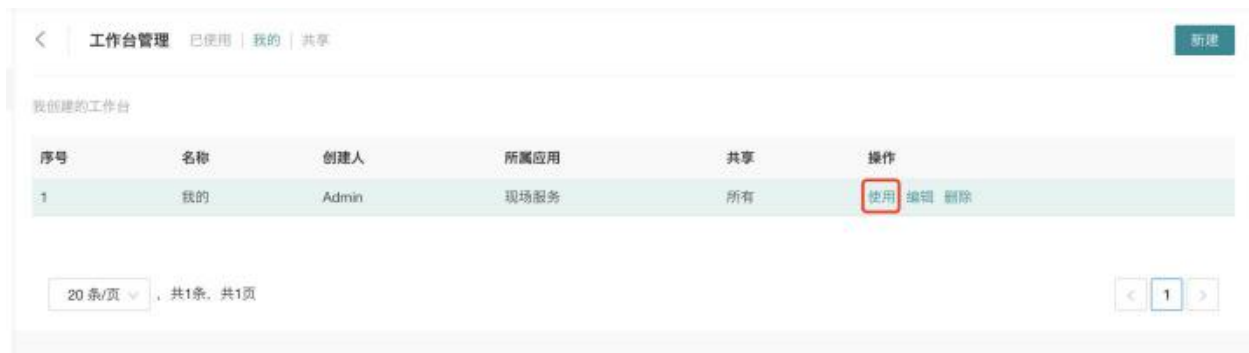 < 工作台管理 已使用 | 我的 | 共享 新建
我创建的工作台
序号 名称 创建人 所属应用 共享 操作
1 我的 Admin 现场服务 所有 使用 编辑 删除
20 条/页 ，共1条，共1页 < 1 >